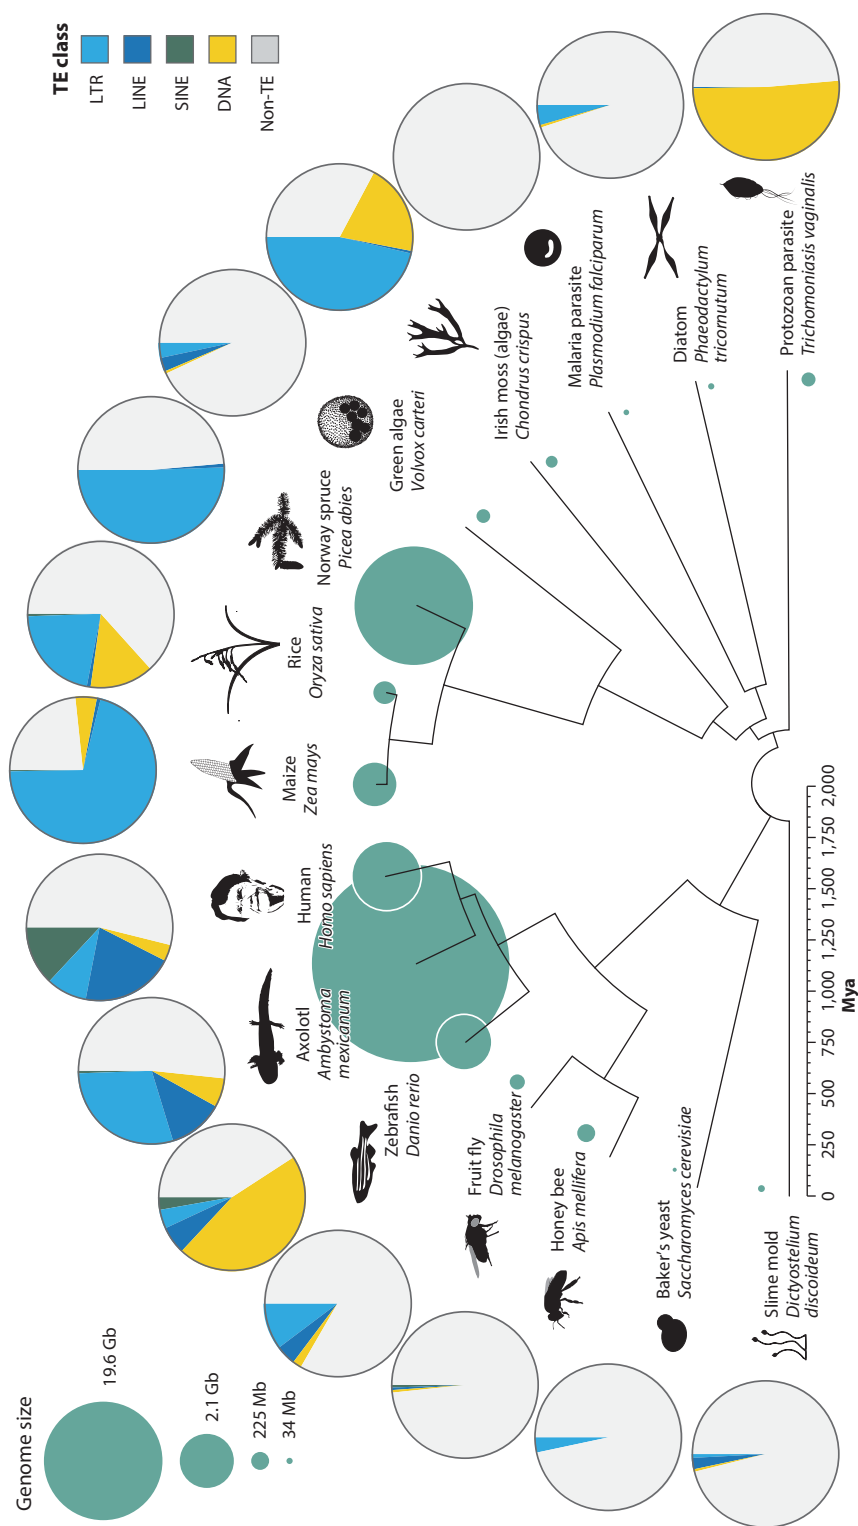 Genome size
19.6 Gb
2.1 Gb
225 Mb
34 Mb
TE class
LTR
LINE
SINE
DNA
Non-TE
Slime mold
Dictyostelium
discoideum
Baker's yeast
Saccharomyces cerevisiae
Honey bee
Apis mellifera
Fruit fly
Drosophila
melanogaster
Zebrafish
Danio rerio
Axolotl
Ambystoma
mexicanum
Human
Homo sapiens
Maize
Zea mays
Rice
Oryza sativa
Norway spruce
Picea abies
Green algae
Volvox carteri
Irish moss (algae)
Chondrus crispus
Malaria parasite
Plasmodium falciparum
Diatom
Phaeodactylum
tricomutum
Protozoan parasite
Trichomoniasis vaginalis
0 250 500 750 1,000 1,250 1,500 1,750 2,000
Mya